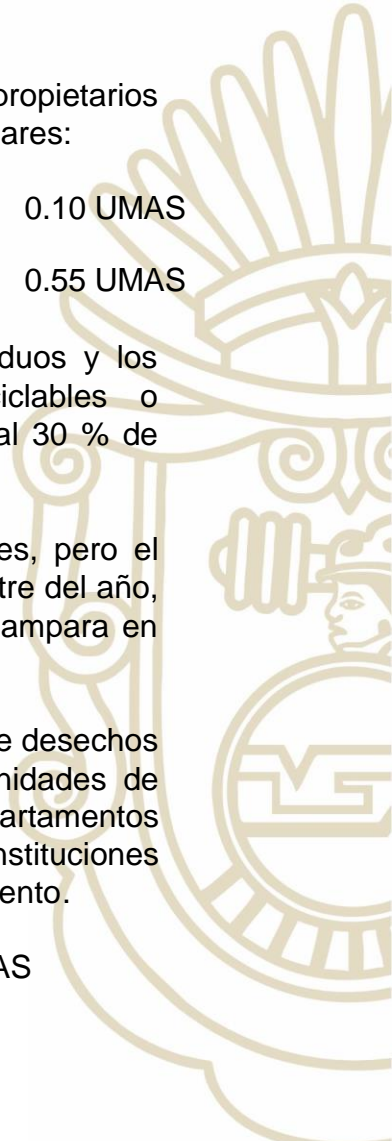 propietarios
ares:
0.10 UMAS
0.55 UMAS
duos y los
iclables o
al 30 % de
es, pero el
tre del año,
ampara en
e desechos
nidades de
partamentos
nstituciones
ento.
AS